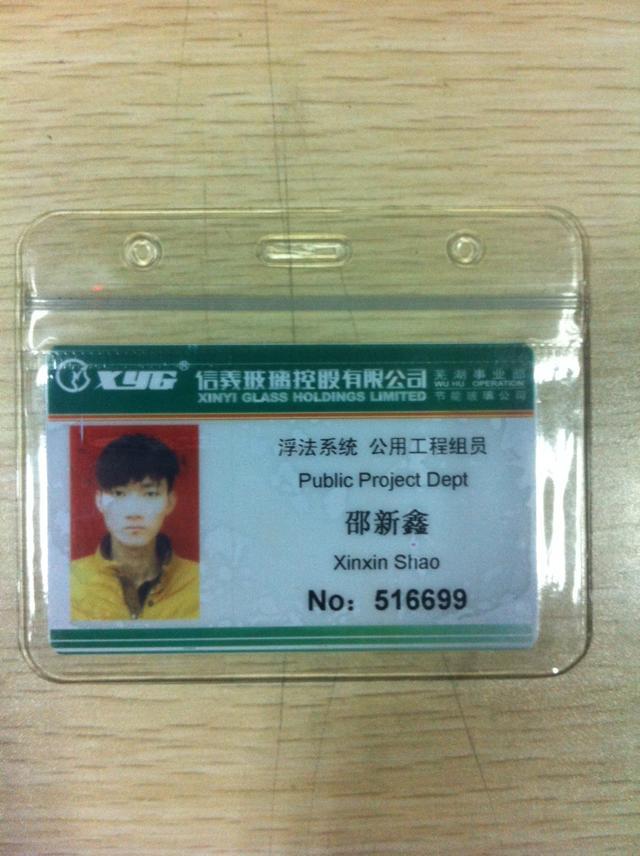 XYG® 信義玻璃控股有限公司
XINYI GLASS HOLDINGS LIMITED
芜湖事业部
WU HU OPERATION
节能玻璃公司
浮法系统 公用工程组员
Public Project Dept
邵新鑫
Xinxin Shao
No：516699